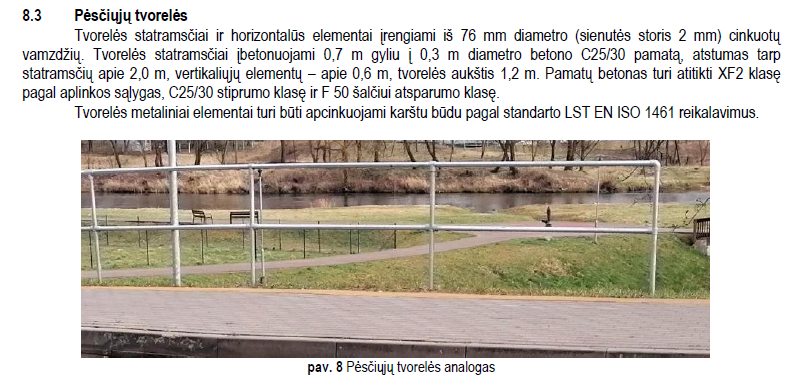 8.3 Pėsčiųjų tvorelės
Tvorelės statramsčiai ir horizontalūs elementai įrengiami iš 76 mm diametro (sienutės storis 2 mm) cinkuotų
vamzdžių. Tvorelės statramsčiai įbetonuojami 0,7 m gyliu į 0,3 m diametro betono C25/30 pamatą, atstumas tarp
statramsčių apie 2,0 m, vertikaliųjų elementų – apie 0,6 m, tvorelės aukštis 1,2 m. Pamatų betonas turi atitikti XF2 klasę
pagal aplinkos sąlygas, C25/30 stiprumo klasę ir F 50 šalčiui atsparumo klasę.
Tvorelės metaliniai elementai turi būti apcinkuojami karštu būdu pagal standarto LST EN ISO 1461 reikalavimus.
pav. 8 Pėsčiųjų tvorelės analogas